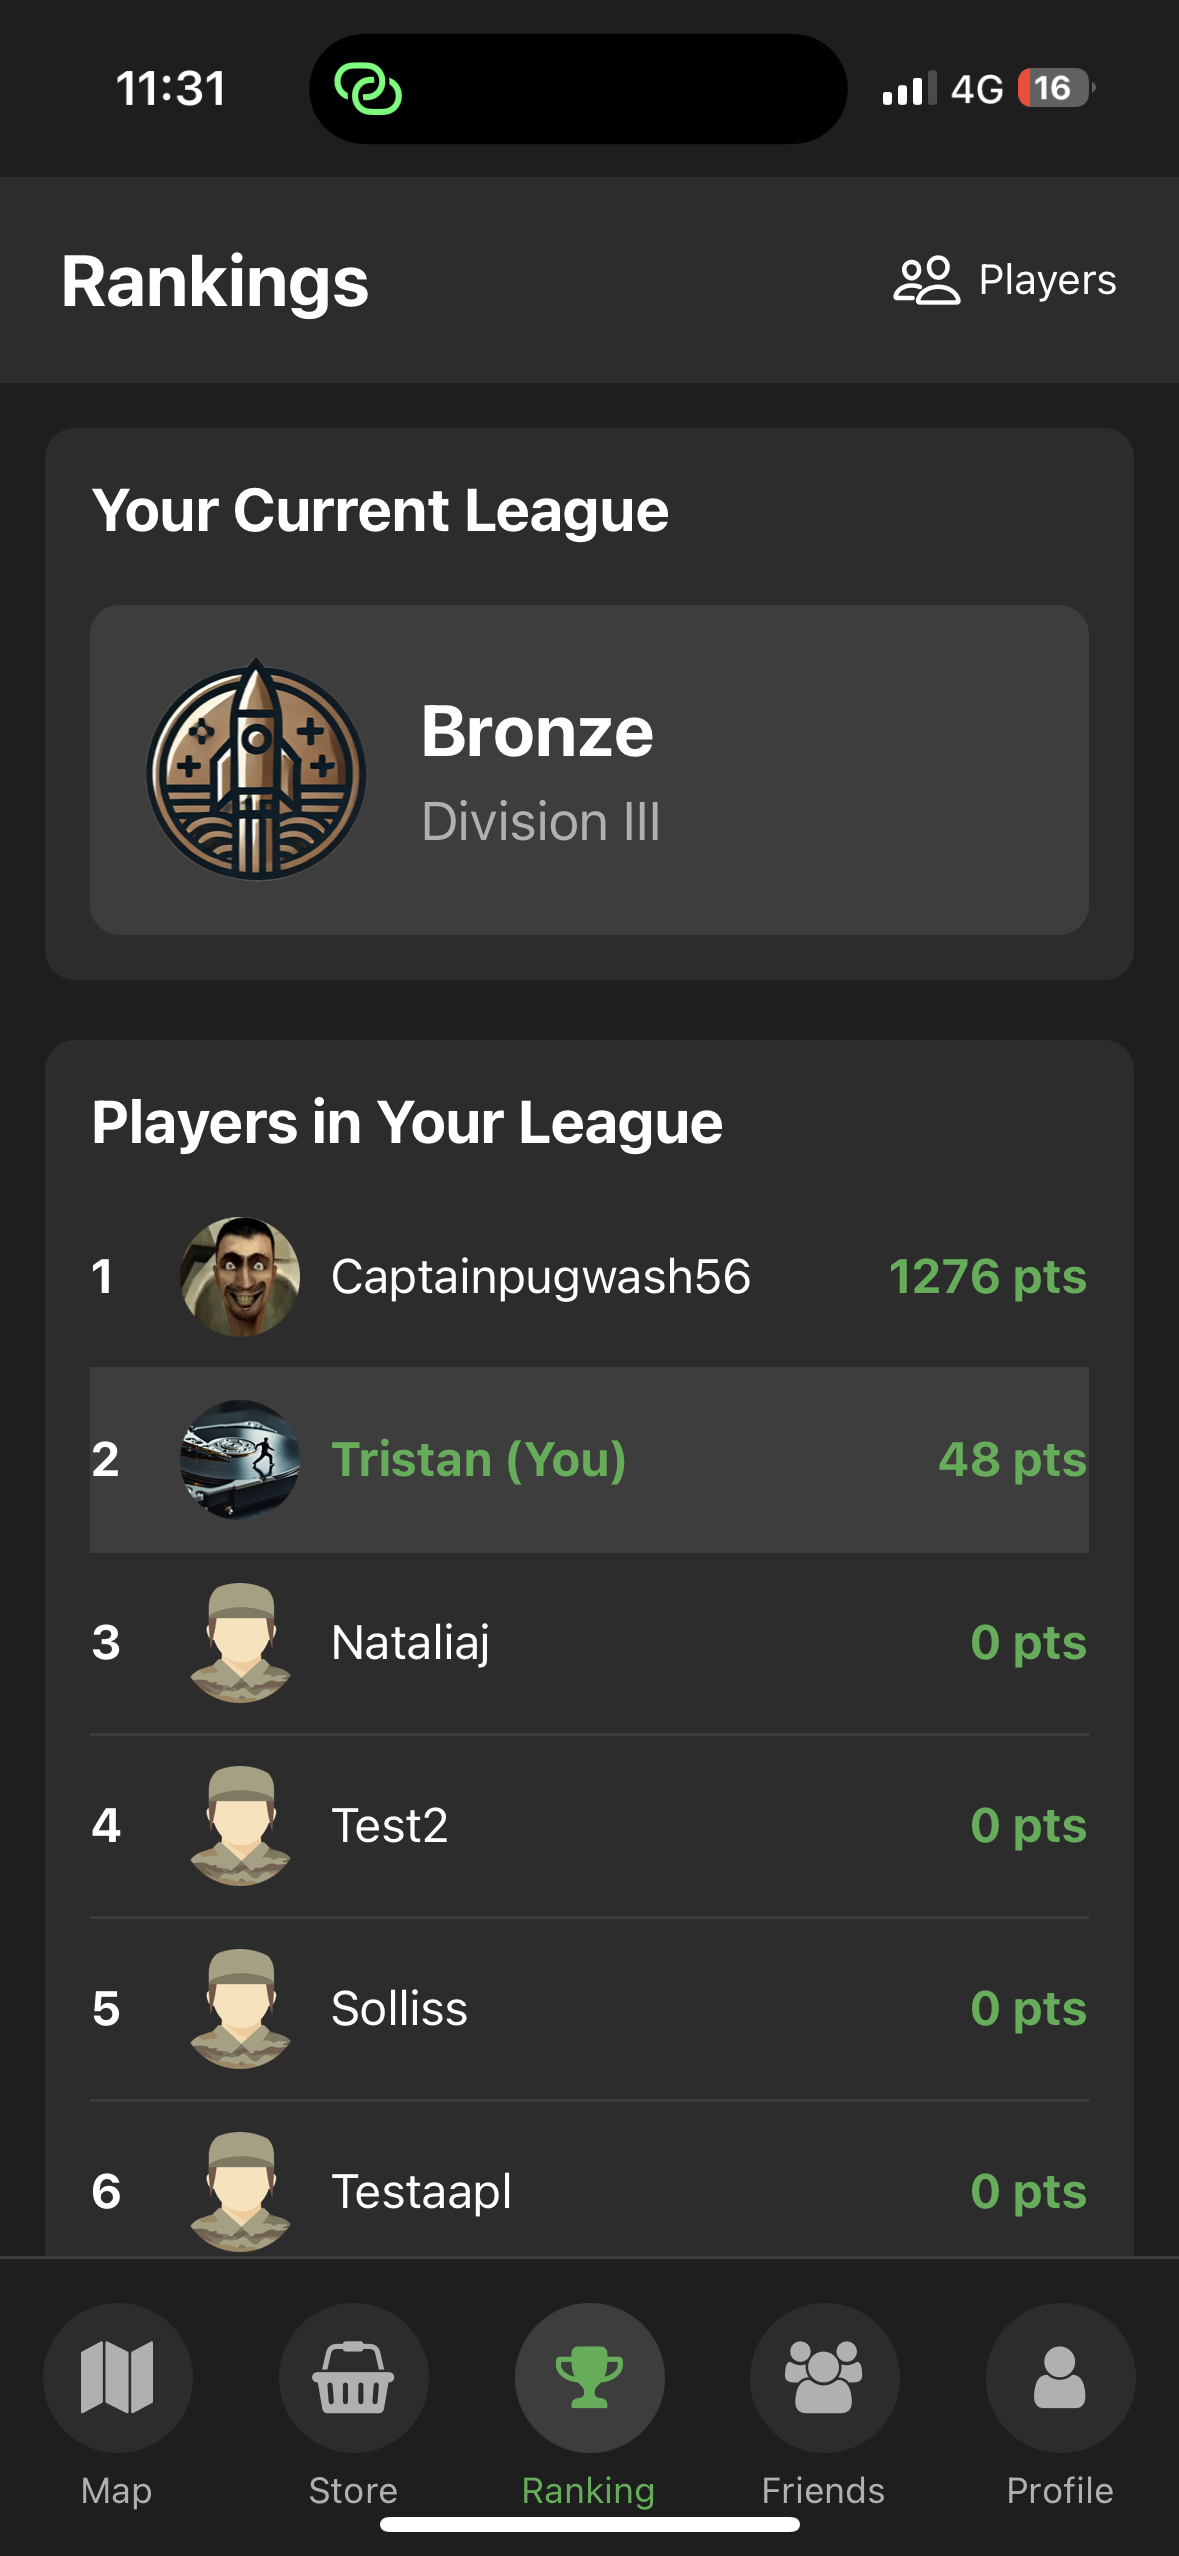 11:31
4G
16
Rankings
Players
Your Current League
Bronze
Division III
Players in Your League
1 Captainpugwash56 1276 pts
2 Tristan (You) 48 pts
3 Nataliaj 0 pts
4 Test2 0 pts
5 Solliss 0 pts
6 Testaapl 0 pts
Map Store Ranking Friends Profile